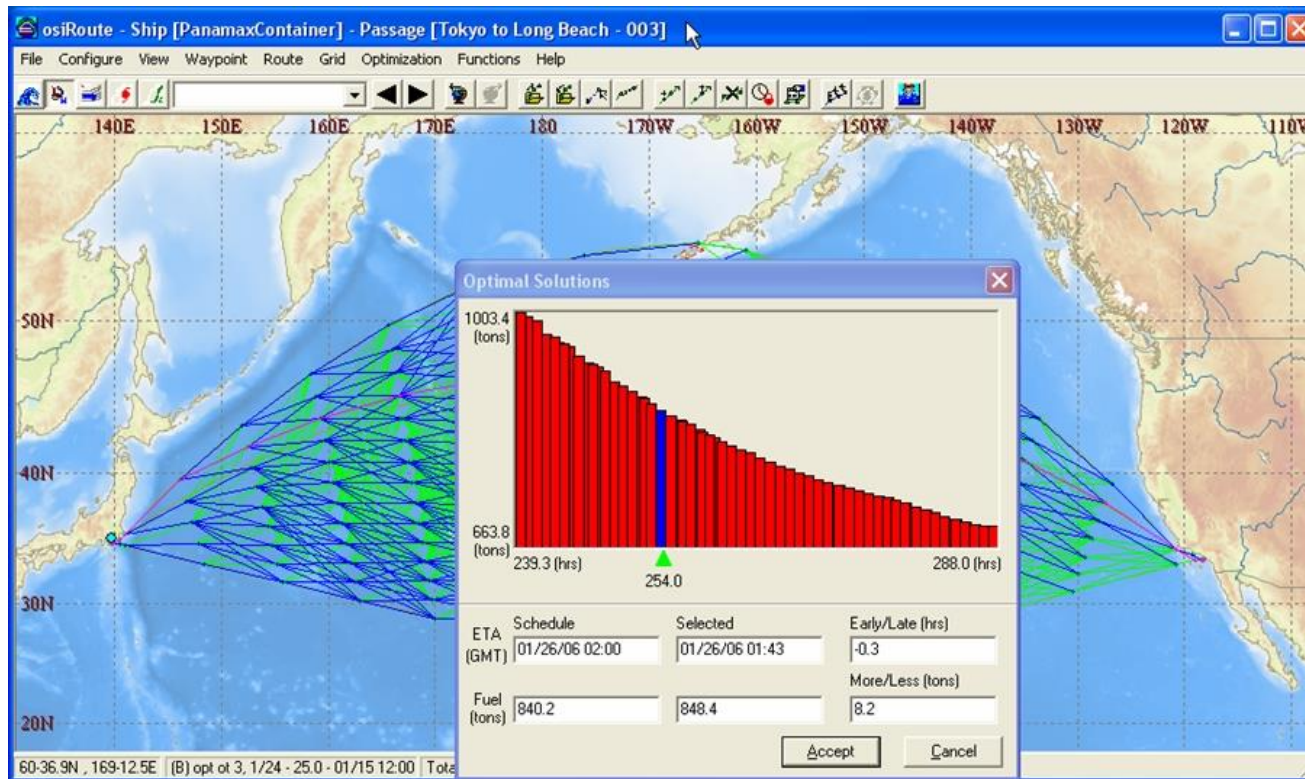 osiRoute - Ship [PanamaxContainer] - Passage [Tokyo to Long Beach - 003]
File Configure View Waypoint Route Grid Optimization Functions Help
140E 150E 160E 170E 180 170W 160W 150W 140W 130W 120W 110W
Optimal Solutions
1003.4
(tons)
50N
40N
663.8
(tons)
239.3 (hrs) 288.0 (hrs)
254.0
30N
Schedule Selected Early/Late (hrs)
ETA
(GMT) 01/26/06 02:00 01/26/06 01:43 -0.3
More/Less (tons)
Fuel
(tons) 840.2 848.4 8.2
20N
Accept Cancel
60-36.9N , 169-12.5E (B) opt ot 3, 1/24 - 25.0 - 01/15 12:00 Tota